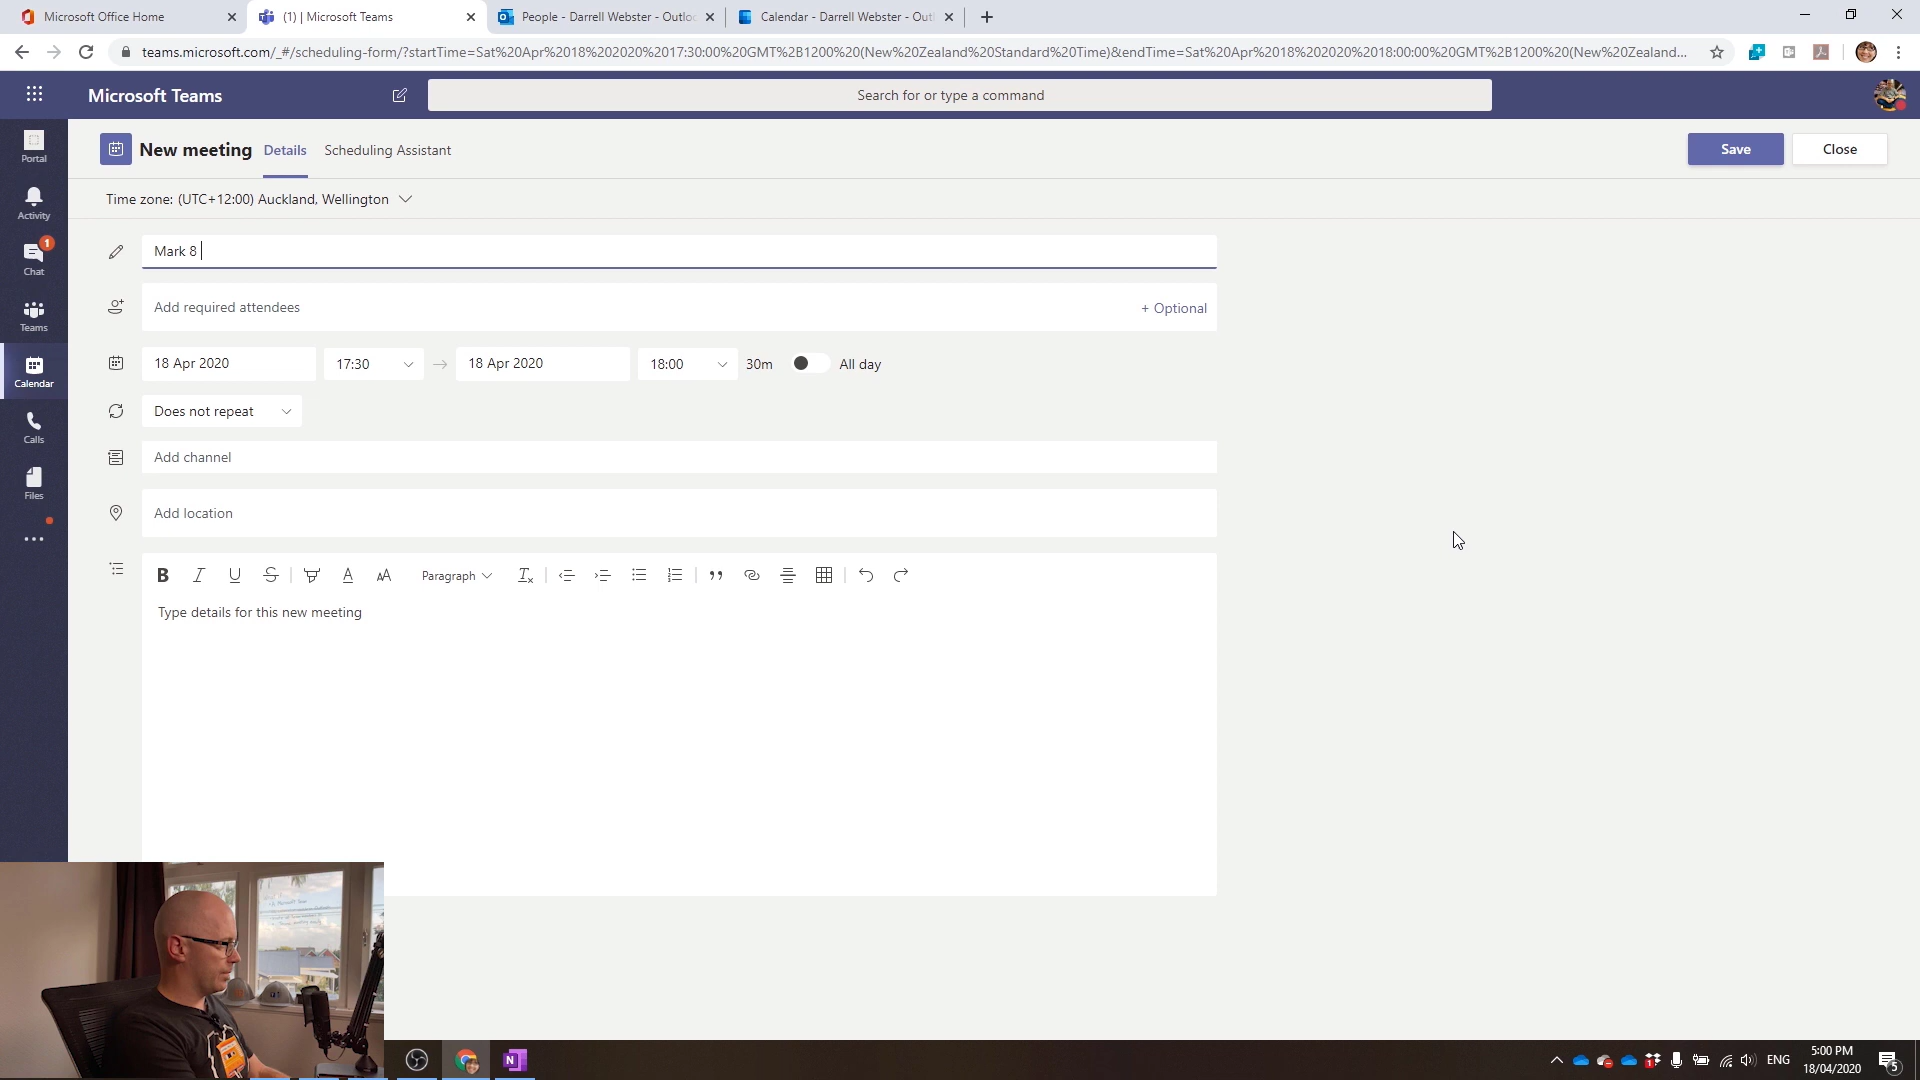 Microsoft Office Home
(1) | Microsoft Teams
People - Darrell Webster - Outloo
Calendar - Darrell Webster - Outl
teams.microsoft.com/_#/scheduling-form/?startTime=Sat%20Apr%2018%202020%2017:30:00%20GMT%2B1200%20(New%20Zealand%20Standard%20Time)&endTime=Sat%20Apr%2018%202020%2018:00:00%20GMT%2B1200%20(New%20Zealand...
Microsoft Teams
Search for or type a command
Portal
Activity
1
Chat
Teams
Calendar
Calls
Files
New meeting
Details
Scheduling Assistant
Save
Close
Time zone: (UTC+12:00) Auckland, Wellington
Mark 8
Add required attendees
+ Optional
18 Apr 2020
17:30
18 Apr 2020
18:00
30m
All day
Does not repeat
Add channel
Add location
B I U S A AA Paragraph
Type details for this new meeting
ENG
5:00 PM
18/04/2020
5